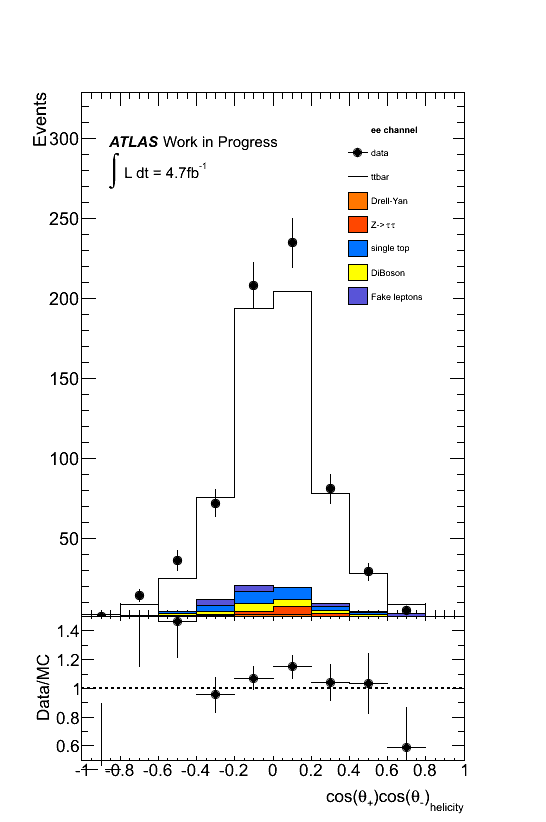 Events
ATLAS Work in Progress
∫ L dt = 4.7fb⁻¹
ee channel
data
ttbar
Drell-Yan
Z->ττ
single top
DiBoson
Fake leptons
300
250
200
150
100
50
Data/MC
1.4
1.2
1
0.8
0.6
-1 -0.8 -0.6 -0.4 -0.2 0 0.2 0.4 0.6 0.8 1
cos(θ₊)cos(θ₋)helicity